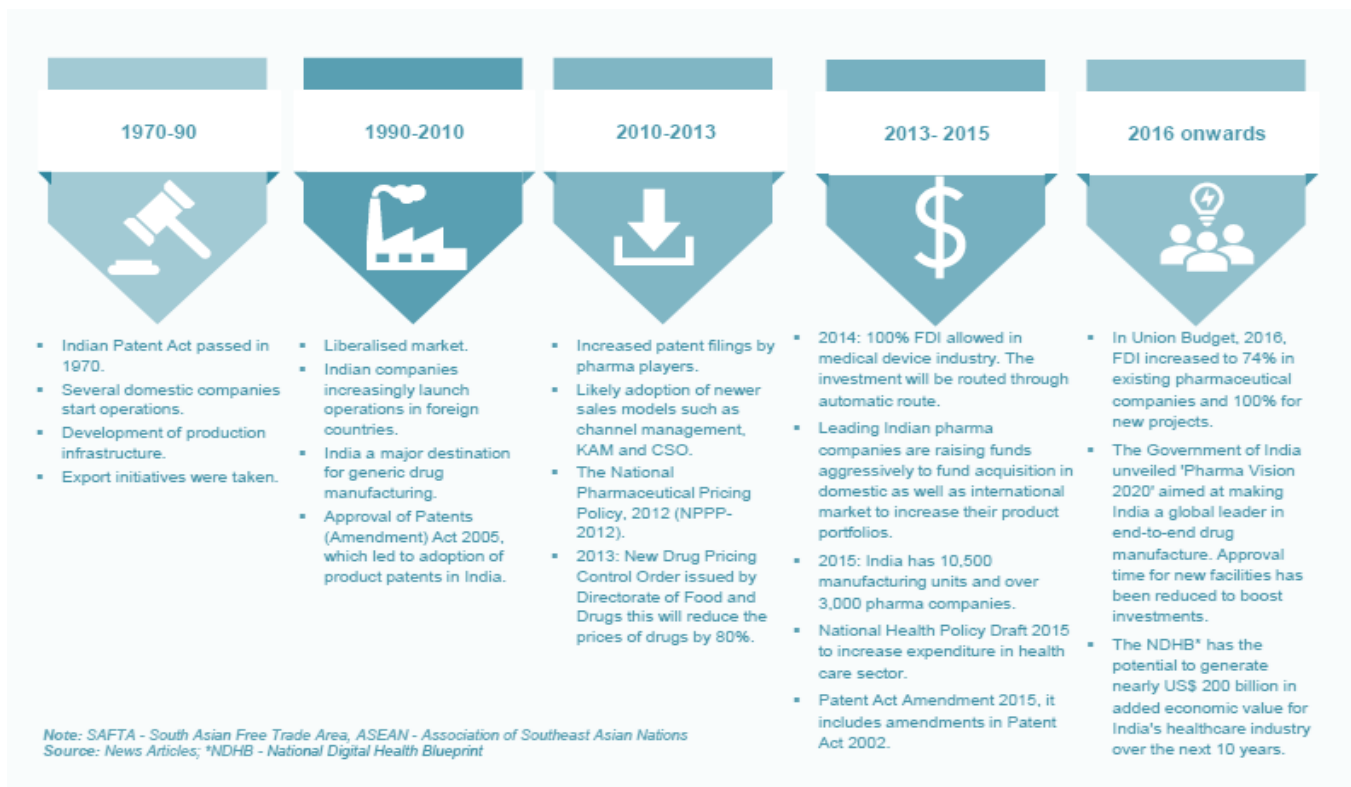 1970-90
▪ Indian Patent Act passed in
1970.
▪ Several domestic companies
start operations.
▪ Development of production
infrastructure.
▪ Export initiatives were taken.
1990-2010
▪ Liberalised market.
▪ Indian companies
increasingly launch
operations in foreign
countries.
▪ India a major destination
for generic drug
manufacturing.
▪ Approval of Patents
(Amendment) Act 2005,
which led to adoption of
product patents in India.
2010-2013
▪ Increased patent filings by
pharma players.
▪ Likely adoption of newer
sales models such as
channel management,
KAM and CSO.
▪ The National
Pharmaceutical Pricing
Policy, 2012 (NPPP-
2012).
▪ 2013: New Drug Pricing
Control Order issued by
Directorate of Food and
Drugs this will reduce the
prices of drugs by 80%.
2013- 2015
▪ 2014: 100% FDI allowed in
medical device industry. The
investment will be routed through
automatic route.
▪ Leading Indian pharma
companies are raising funds
aggressively to fund acquisition in
domestic as well as international
market to increase their product
portfolios.
▪ 2015: India has 10,500
manufacturing units and over
3,000 pharma companies.
▪ National Health Policy Draft 2015
to increase expenditure in health
care sector.
▪ Patent Act Amendment 2015, it
includes amendments in Patent
Act 2002.
2016 onwards
▪ In Union Budget, 2016,
FDI increased to 74% in
existing pharmaceutical
companies and 100% for
new projects.
▪ The Government of India
unveiled 'Pharma Vision
2020' aimed at making
India a global leader in
end-to-end drug
manufacture. Approval
time for new facilities has
been reduced to boost
investments.
▪ The NDHB* has the
potential to generate
nearly US$ 200 billion in
added economic value for
India's healthcare industry
over the next 10 years.
Note: SAFTA - South Asian Free Trade Area, ASEAN - Association of Southeast Asian Nations
Source: News Articles; *NDHB - National Digital Health Blueprint